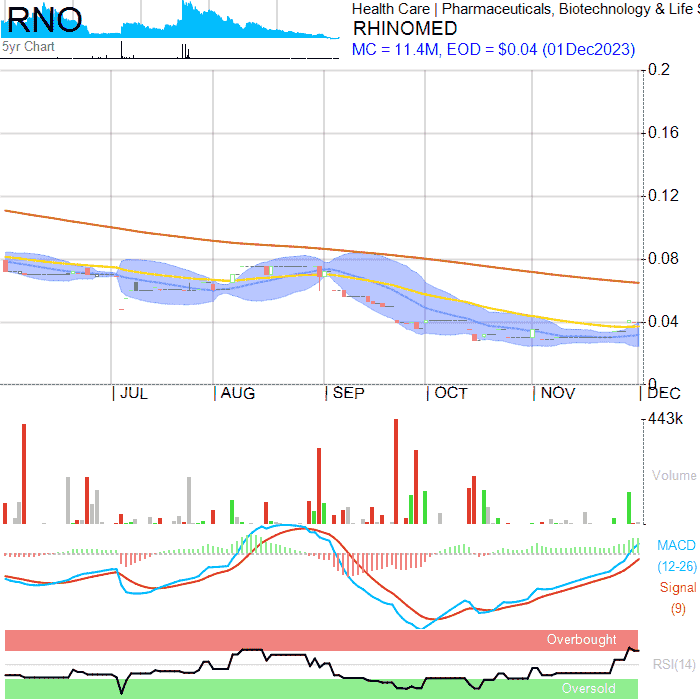 RNO
5yr Chart
Health Care | Pharmaceuticals, Biotechnology & Life S
RHINOMED
MC = 11.4M, EOD = $0.04 (01Dec2023)
0.2
0.16
0.12
0.08
0.04
0
JUL AUG SEP OCT NOV DEC
443k
Volume
MACD
(12-26)
Signal
(9)
Overbought
RSI(14)
Oversold